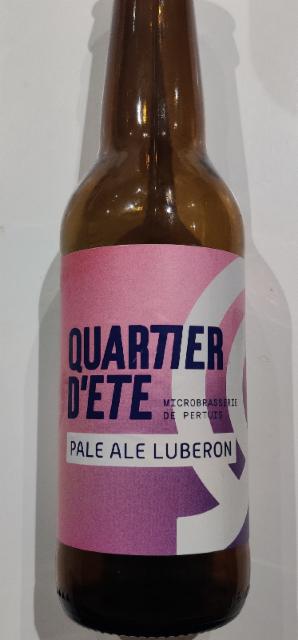 QUARTIER
D'ETE
MICROBRASSERIE
DE PERTUIS
PALE ALE LUBERON